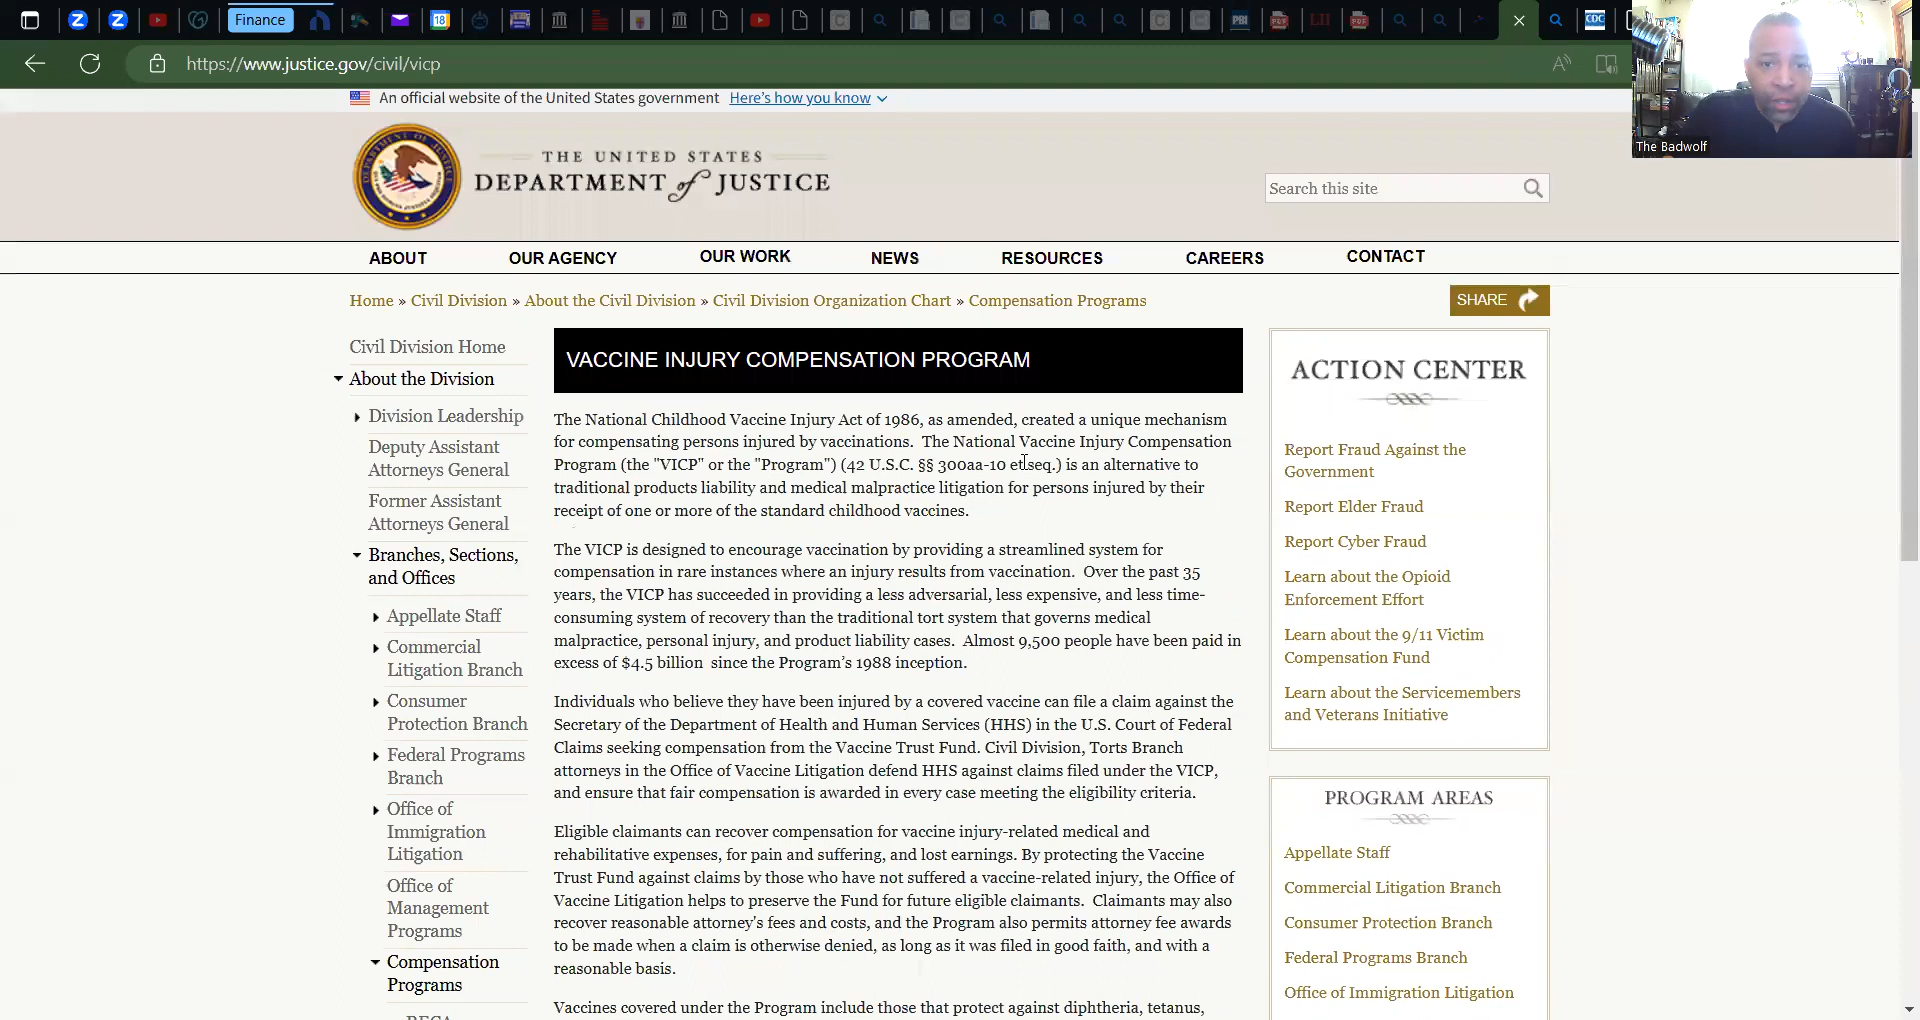 Finance
18
PBI
PDF
LII
PDF
CDC
https://www.justice.gov/civil/vicp
The Badwolf
An official website of the United States government Here's how you know
THE UNITED STATES
DEPARTMENT of JUSTICE
Search this site
ABOUT OUR AGENCY OUR WORK NEWS RESOURCES CAREERS CONTACT
Home » Civil Division » About the Civil Division » Civil Division Organization Chart » Compensation Programs
SHARE
Civil Division Home
About the Division
Division Leadership
Deputy Assistant
Attorneys General
Former Assistant
Attorneys General
Branches, Sections,
and Offices
Appellate Staff
Commercial
Litigation Branch
Consumer
Protection Branch
Federal Programs
Branch
Office of
Immigration
Litigation
Office of
Management
Programs
Compensation
Programs
VACCINE INJURY COMPENSATION PROGRAM
The National Childhood Vaccine Injury Act of 1986, as amended, created a unique mechanism
for compensating persons injured by vaccinations. The National Vaccine Injury Compensation
Program (the "VICP" or the "Program") (42 U.S.C. §§ 300aa-10 et seq.) is an alternative to
traditional products liability and medical malpractice litigation for persons injured by their
receipt of one or more of the standard childhood vaccines.
The VICP is designed to encourage vaccination by providing a streamlined system for
compensation in rare instances where an injury results from vaccination. Over the past 35
years, the VICP has succeeded in providing a less adversarial, less expensive, and less time-
consuming system of recovery than the traditional tort system that governs medical
malpractice, personal injury, and product liability cases. Almost 9,500 people have been paid in
excess of $4.5 billion since the Program's 1988 inception.
Individuals who believe they have been injured by a covered vaccine can file a claim against the
Secretary of the Department of Health and Human Services (HHS) in the U.S. Court of Federal
Claims seeking compensation from the Vaccine Trust Fund. Civil Division, Torts Branch
attorneys in the Office of Vaccine Litigation defend HHS against claims filed under the VICP,
and ensure that fair compensation is awarded in every case meeting the eligibility criteria.
Eligible claimants can recover compensation for vaccine injury-related medical and
rehabilitative expenses, for pain and suffering, and lost earnings. By protecting the Vaccine
Trust Fund against claims by those who have not suffered a vaccine-related injury, the Office of
Vaccine Litigation helps to preserve the Fund for future eligible claimants. Claimants may also
recover reasonable attorney's fees and costs, and the Program also permits attorney fee awards
to be made when a claim is otherwise denied, as long as it was filed in good faith, and with a
reasonable basis.
Vaccines covered under the Program include those that protect against diphtheria, tetanus,
ACTION CENTER
Report Fraud Against the
Government
Report Elder Fraud
Report Cyber Fraud
Learn about the Opioid
Enforcement Effort
Learn about the 9/11 Victim
Compensation Fund
Learn about the Servicemembers
and Veterans Initiative
PROGRAM AREAS
Appellate Staff
Commercial Litigation Branch
Consumer Protection Branch
Federal Programs Branch
Office of Immigration Litigation